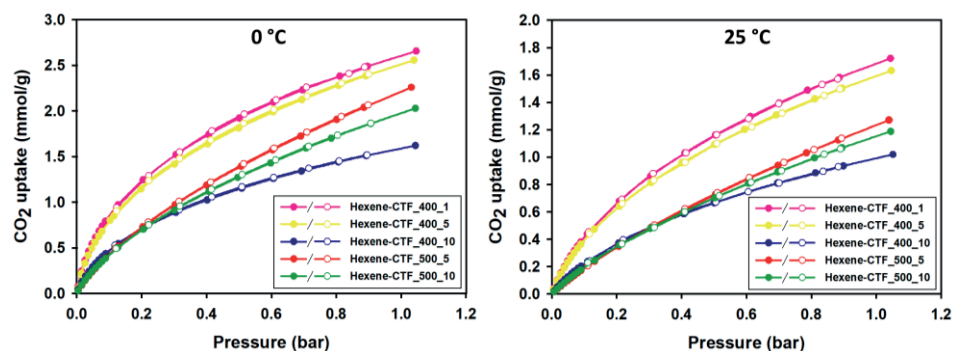 0 °C
CO2 uptake (mmol/g)
3.0
2.5
2.0
1.5
1.0
0.5
0.0
Hexene-CTF_400_1
Hexene-CTF_400_5
Hexene-CTF_400_10
Hexene-CTF_500_5
Hexene-CTF_500_10
0.0 0.2 0.4 0.6 0.8 1.0 1.2
Pressure (bar)
25 °C
CO2 uptake (mmol/g)
2.0
1.8
1.6
1.4
1.2
1.0
0.8
0.6
0.4
0.2
0.0
Hexene-CTF_400_1
Hexene-CTF_400_5
Hexene-CTF_400_10
Hexene-CTF_500_5
Hexene-CTF_500_10
0.0 0.2 0.4 0.6 0.8 1.0 1.2
Pressure (bar)